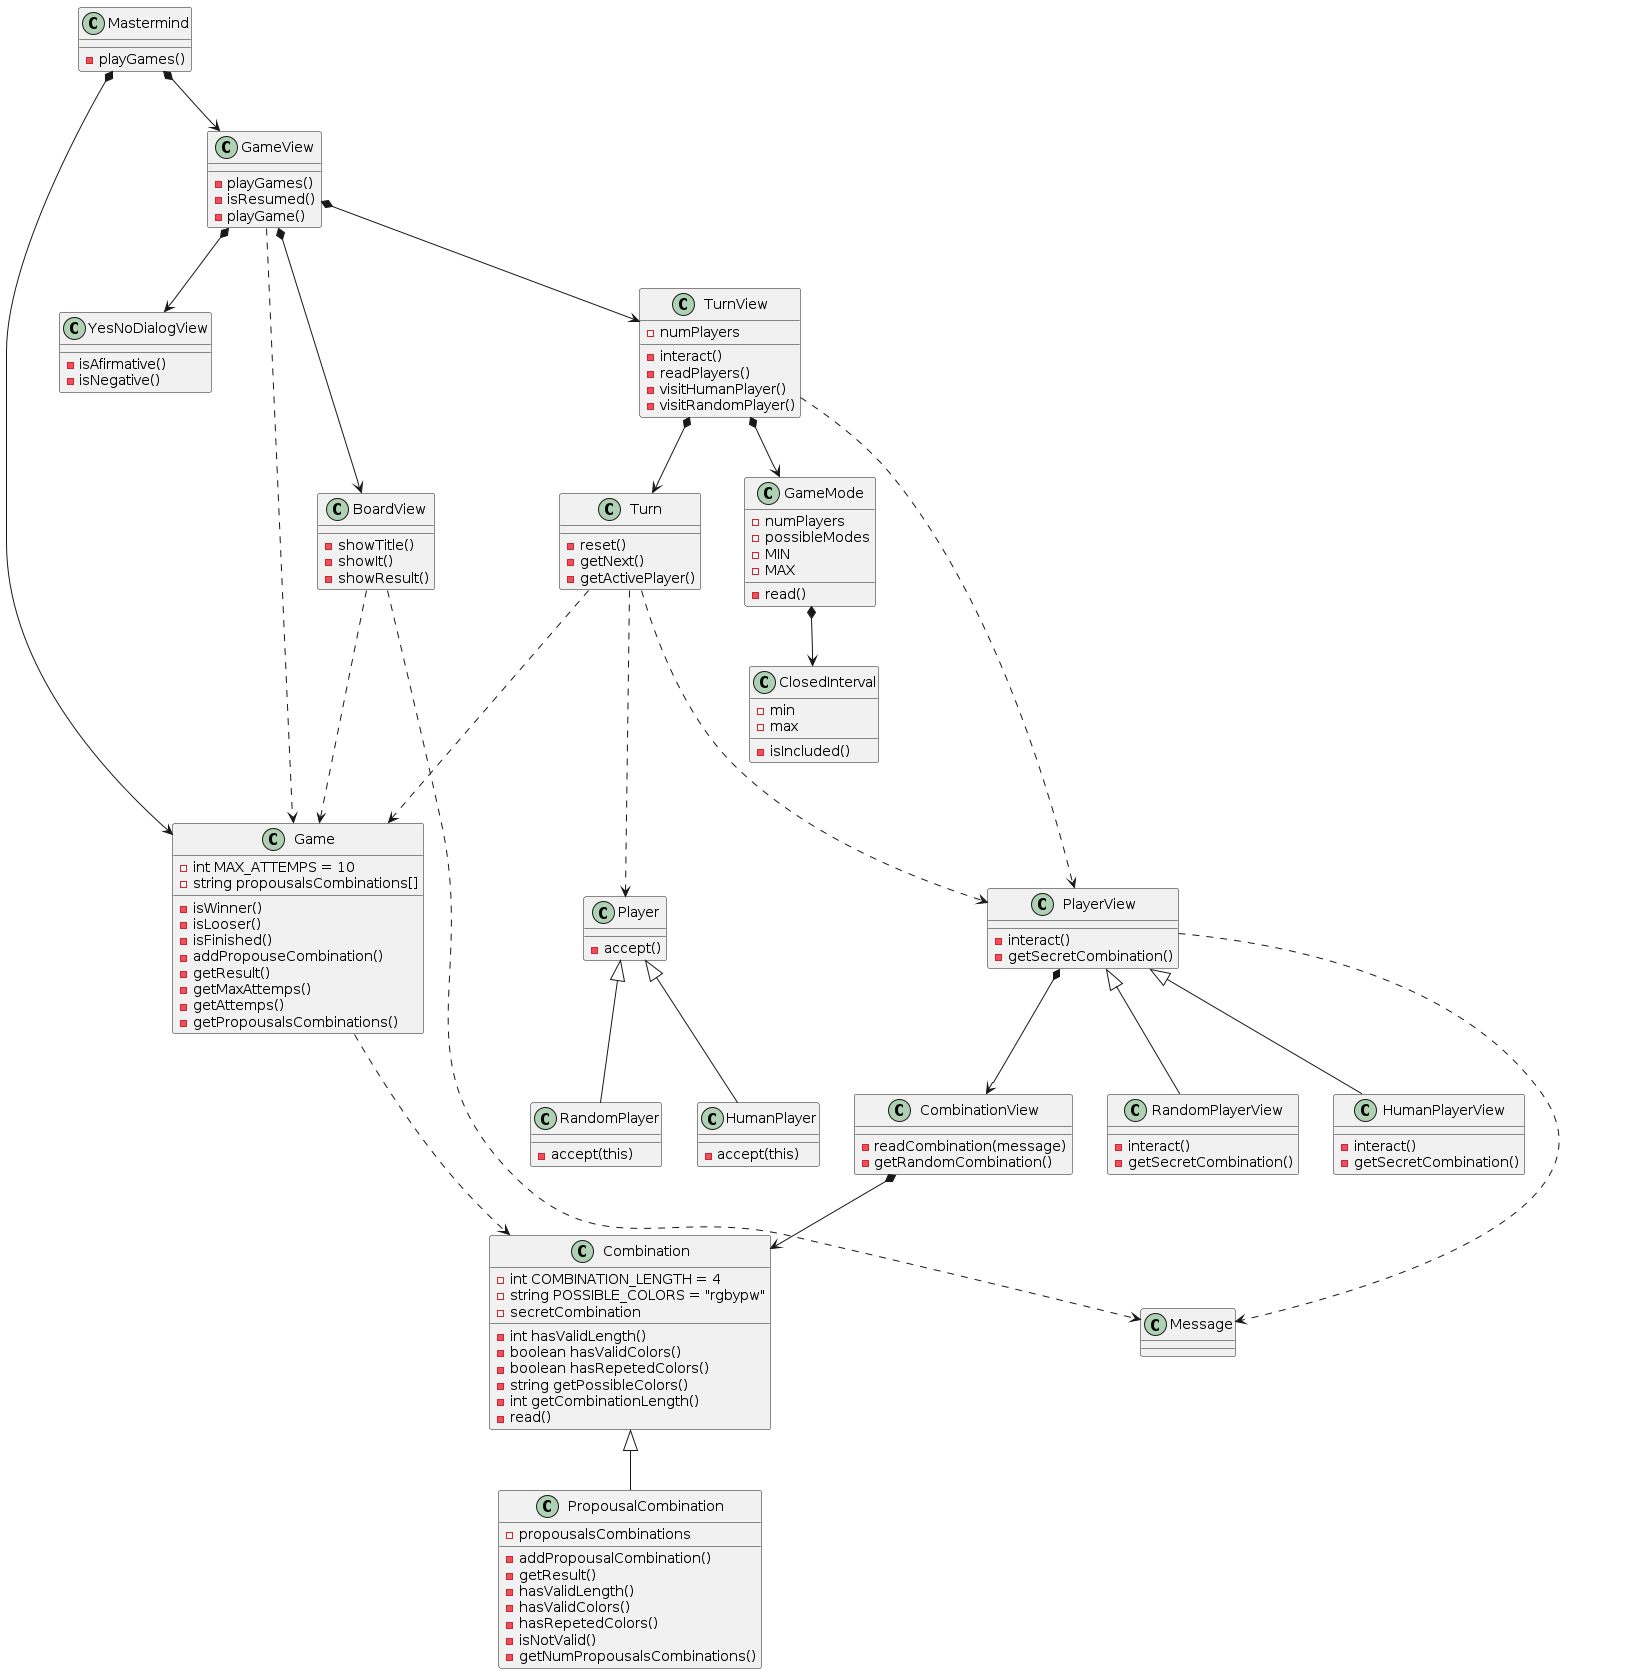 C Mastermind
playGames()
C GameView
playGames()
isResumed()
playGame()
C YesNoDialogView
isAfirmative()
isNegative()
C TurnView
numPlayers
interact()
readPlayers()
visitHumanPlayer()
visitRandomPlayer()
C BoardView
showTitle()
showIt()
showResult()
C Turn
reset()
getNext()
getActivePlayer()
C GameMode
numPlayers
possibleModes
MIN
MAX
read()
C ClosedInterval
min
max
isIncluded()
C Game
int MAX_ATTEMPS = 10
string propousalsCombinations[]
isWinner()
isLooser()
isFinished()
addPropouseCombination()
getResult()
getMaxAttemps()
getAttemps()
getPropousalsCombinations()
C Player
accept()
C PlayerView
interact()
getSecretCombination()
C RandomPlayer
accept(this)
C HumanPlayer
accept(this)
C CombinationView
readCombination(message)
getRandomCombination()
C RandomPlayerView
interact()
getSecretCombination()
C HumanPlayerView
interact()
getSecretCombination()
C Combination
int COMBINATION_LENGTH = 4
string POSSIBLE_COLORS = "rgbypw"
secretCombination
int hasValidLength()
boolean hasValidColors()
boolean hasRepetedColors()
string getPossibleColors()
int getCombinationLength()
read()
C Message
C PropousalCombination
propousalsCombinations
addPropousalCombination()
getResult()
hasValidLength()
hasValidColors()
hasRepetedColors()
isNotValid()
getNumPropousalsCombinations()